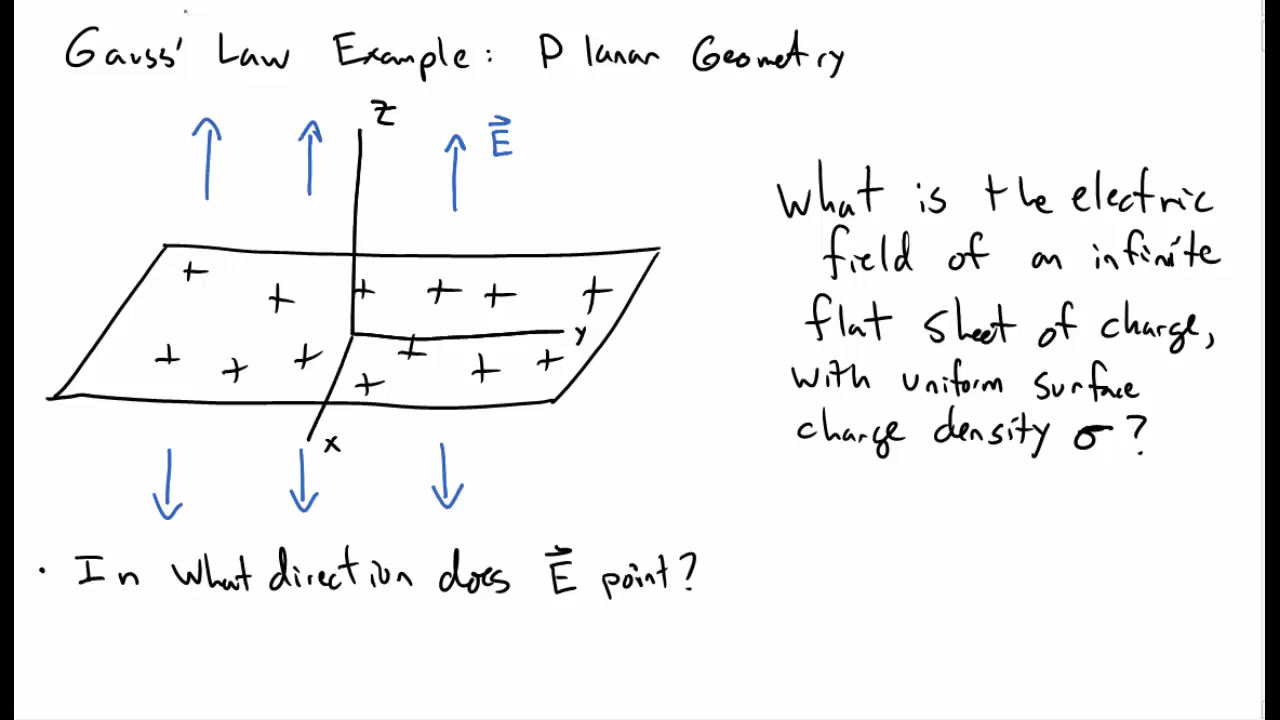 Gauss' Law Example: Planar Geometry
z
E⃗
What is the electric
field of an infinite
flat sheet of charge,
with uniform surface
charge density σ?
+ + + + + +
y
+ + + + + + +
x
• In what direction does E⃗ point?